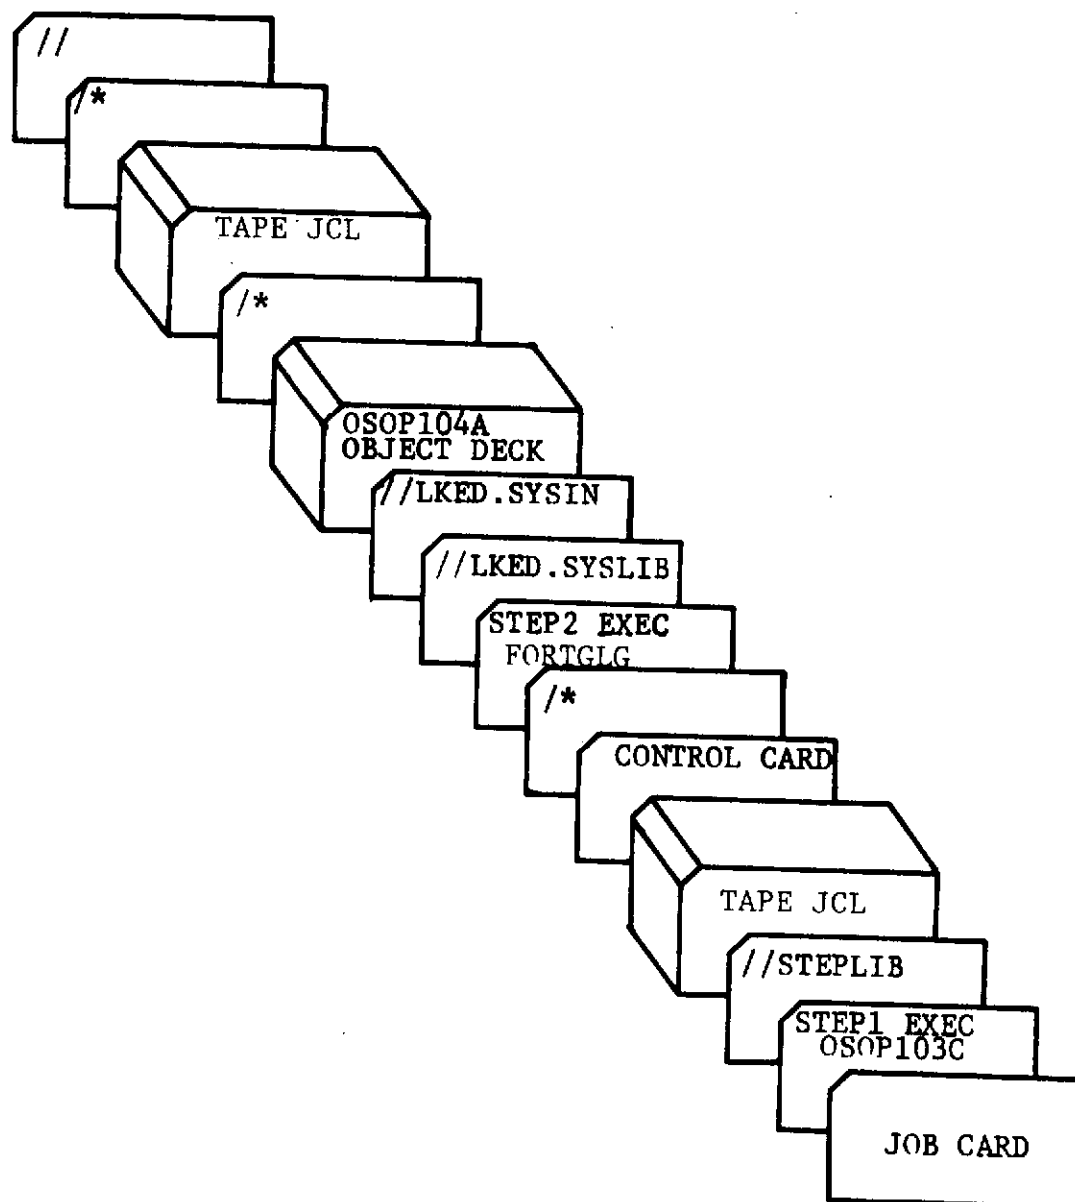 //
/*
TAPE JCL
/*
OSOP104A
OBJECT DECK
//LKED.SYSIN
//LKED.SYSLIB
STEP2 EXEC
FORTGLG
/*
CONTROL CARD
TAPE JCL
//STEPLIB
STEP1 EXEC
OSOP103C
JOB CARD